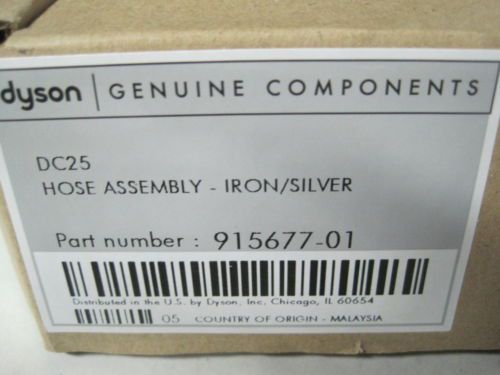 dyson | GENUINE COMPONENTS
DC25
HOSE ASSEMBLY - IRON/SILVER
Part number : 915677-01
Distributed in the U.S. by Dyson, Inc. Chicago, IL 60654
05 COUNTRY OF ORIGIN - MALAYSIA